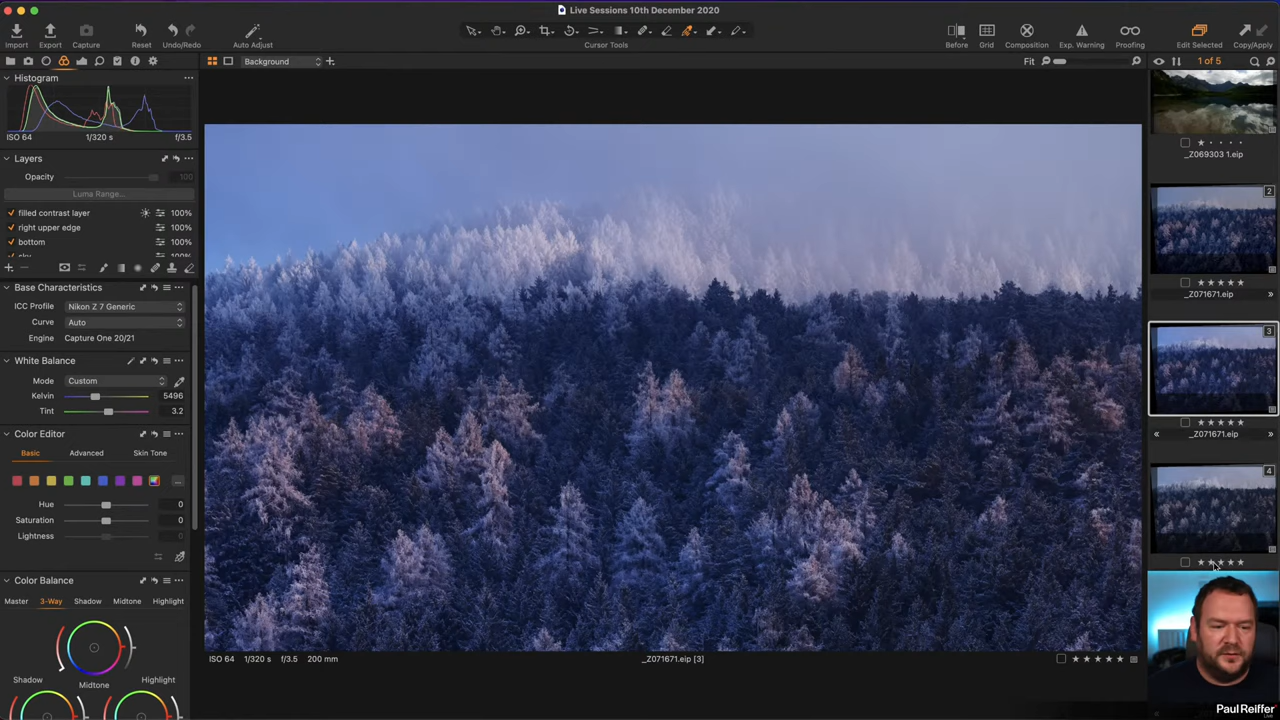 Live Sessions 10th December 2020
Import Export Capture Reset Undo/Redo Auto Adjust Cursor Tools Before Grid Composition Exp. Warning Proofing Edit Selected Copy/Apply
Background Fit 1 of 5
Histogram
ISO 64 1/320 s f/3.5
Layers
Opacity 100
Luma Range...
filled contrast layer 100%
right upper edge 100%
bottom 100%
Base Characteristics
ICC Profile Nikon Z 7 Generic
Curve Auto
Engine Capture One 20/21
White Balance
Mode Custom
Kelvin 5496
Tint 3.2
Color Editor
Basic Advanced Skin Tone
Hue 0
Saturation 0
Lightness 0
Color Balance
Master 3-Way Shadow Midtone Highlight
Shadow Highlight
Midtone
ISO 64 1/320 s f/3.5 200 mm _Z071671.eip [3]
_Z069303 1.eip
2
_Z071671.eip
3
_Z071671.eip
4
Paul Reiffer
Live